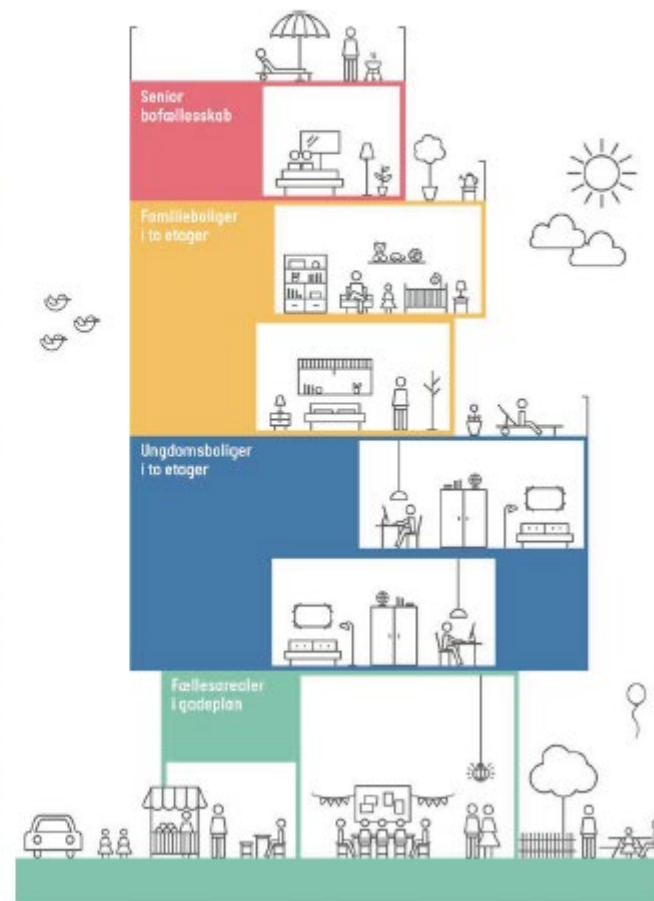 Senior
bofællesskab
Familieboliger
i to etager
Ungdomsboliger
i to etager
Fællesarealer
i gadeplan